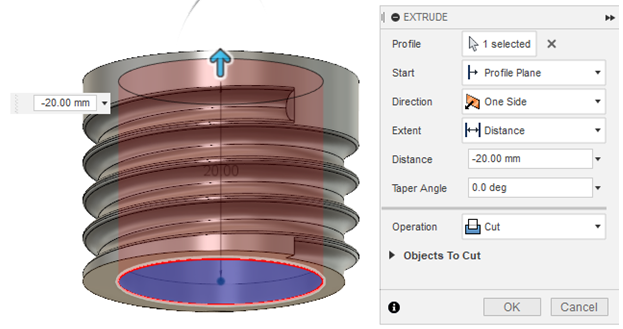 EXTRUDE
Profile 1 selected
Start Profile Plane
Direction One Side
Extent Distance
Distance -20.00 mm
Taper Angle 0.0 deg
Operation Cut
Objects To Cut
OK Cancel
-20.00 mm
20.00